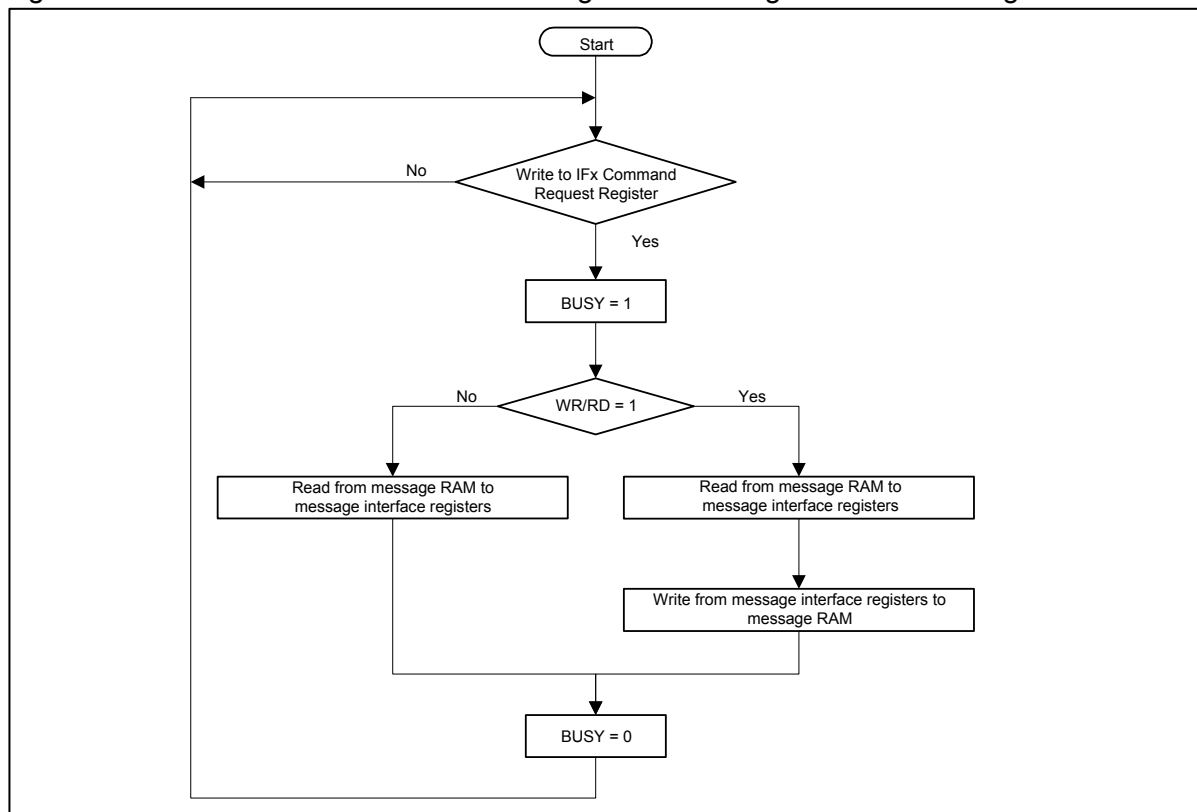 Start
No
Write to IFx Command
Request Register
Yes
BUSY = 1
No
WR/RD = 1
Yes
Read from message RAM to
message interface registers
Read from message RAM to
message interface registers
Write from message interface registers to
message RAM
BUSY = 0